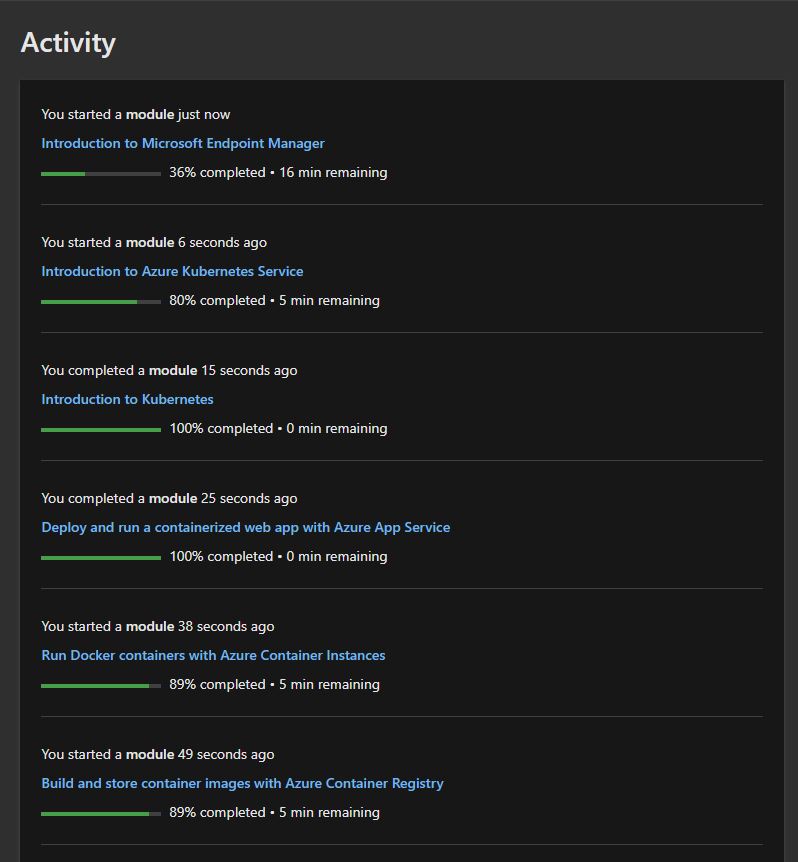 Activity
You started a module just now
Introduction to Microsoft Endpoint Manager
36% completed • 16 min remaining
You started a module 6 seconds ago
Introduction to Azure Kubernetes Service
80% completed • 5 min remaining
You completed a module 15 seconds ago
Introduction to Kubernetes
100% completed • 0 min remaining
You completed a module 25 seconds ago
Deploy and run a containerized web app with Azure App Service
100% completed • 0 min remaining
You started a module 38 seconds ago
Run Docker containers with Azure Container Instances
89% completed • 5 min remaining
You started a module 49 seconds ago
Build and store container images with Azure Container Registry
89% completed • 5 min remaining